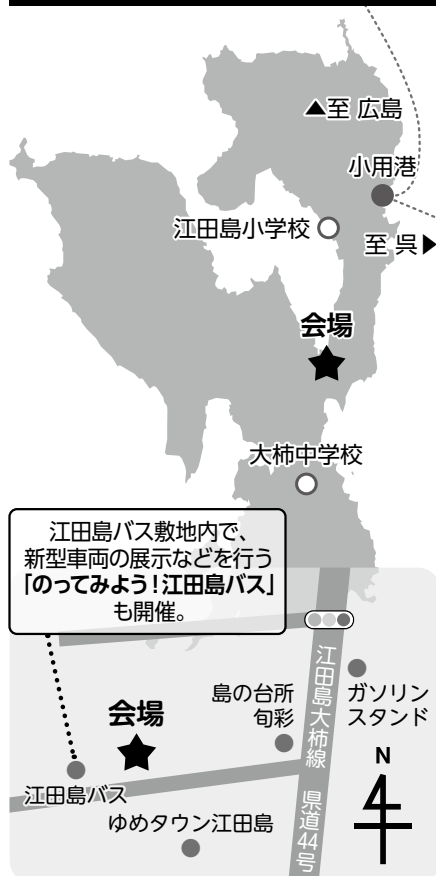 ▲至 広島
小用港
江田島小学校
至 呉▶
会場
大柿中学校
江田島バス敷地内で、
新型車両の展示などを行う
「のってみよう!江田島バス」
も開催。
江田島大柿線 県道44号
島の台所
旬彩
ガソリン
スタンド
会場
N
江田島バス
ゆめタウン江田島